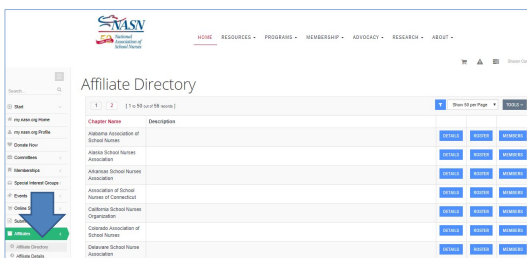 NASN
National
Association of
School Nurses
HOME RESOURCES PROGRAMS MEMBERSHIP ADVOCACY RESEARCH ABOUT
Search...
Affiliate Directory
1 2 [ 1 to 50 out of 56 records ] Show 50 per Page TOOLS
Start
my.nasn.org Home
my.nasn.org Profile
Donate Now
Committees
Memberships
Special Interest Groups
Events
Online
Affiliates
Affiliate Directory
Affiliate Details
Chapter Name Description
Alabama Association of
School Nurses
DETAILS ROSTER MEMBERS
Alaska School Nurses
Association
DETAILS ROSTER MEMBERS
Arkansas School Nurses
Association
DETAILS ROSTER MEMBERS
Association of School
Nurses of Connecticut
DETAILS ROSTER MEMBERS
California School Nurses
Organization
DETAILS ROSTER MEMBERS
Colorado Association of
School Nurses
DETAILS ROSTER MEMBERS
Delaware School Nurse
Association
DETAILS ROSTER MEMBERS